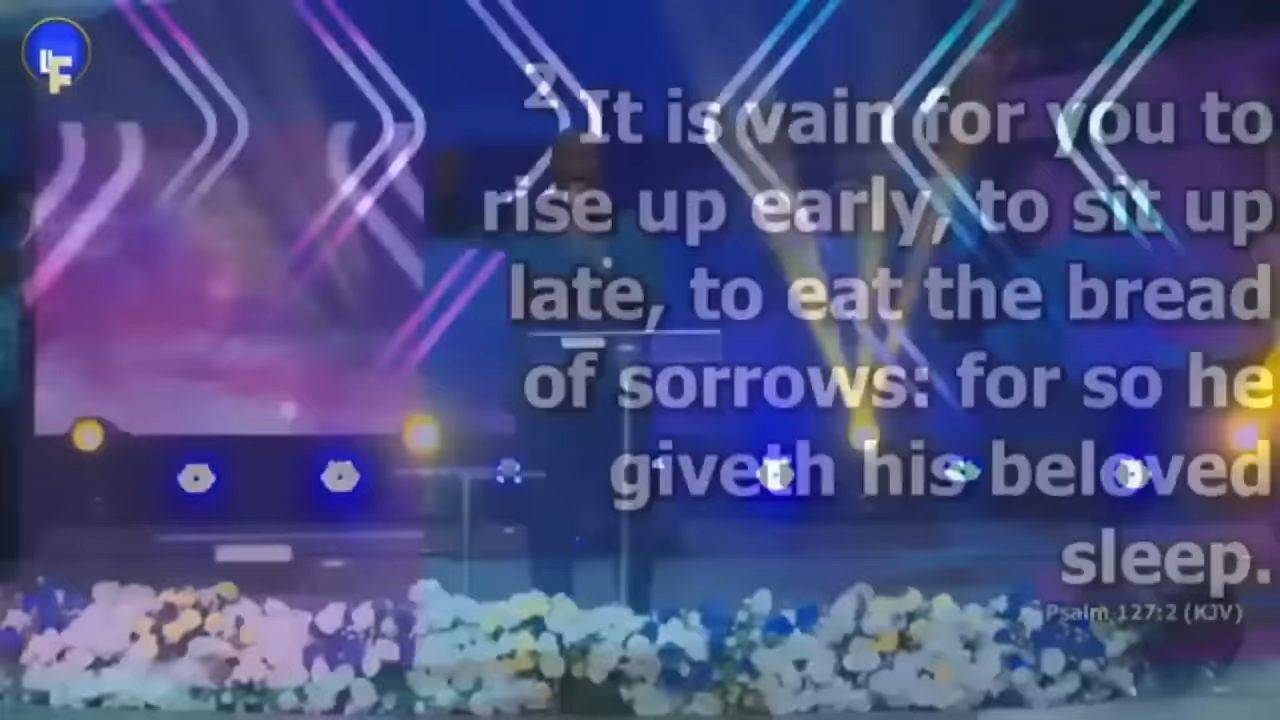 LF
2 It is vain for you to
rise up early, to sit up
late, to eat the bread
of sorrows: for so he
giveth his beloved
sleep.
Psalm 127:2 (KJV)